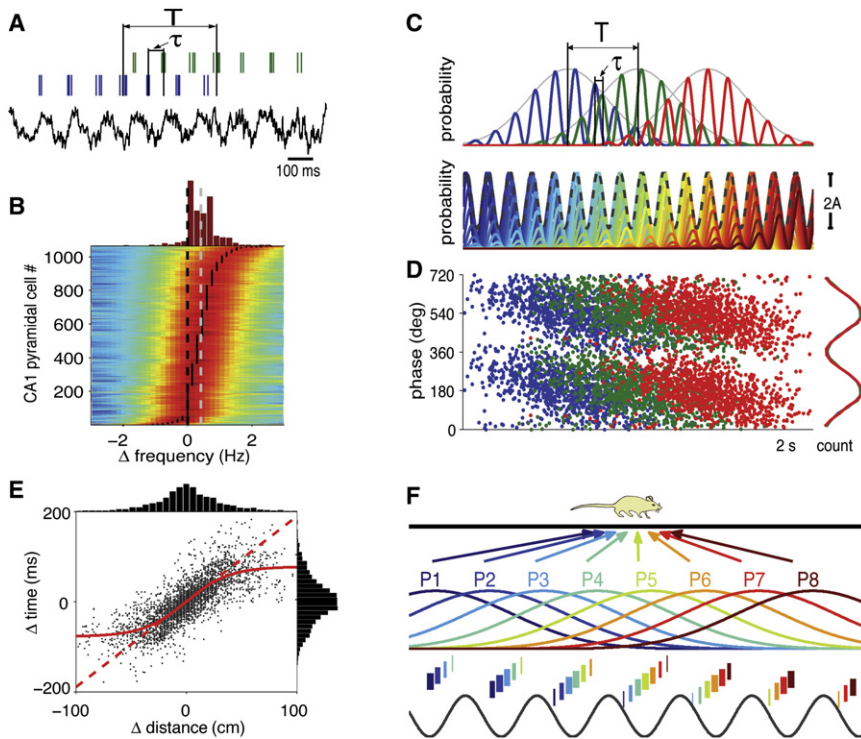 A
T
τ
100 ms
B
CA1 pyramidal cell #
1000
800
600
400
200
−2 0 2
Δ frequency (Hz)
C
T
τ
probability
probability
2A
D
phase (deg)
720
540
360
180
0
2 s
count
E
Δ time (ms)
200
0
−200
−100 0 100
Δ distance (cm)
F
P1 P2 P3 P4 P5 P6 P7 P8